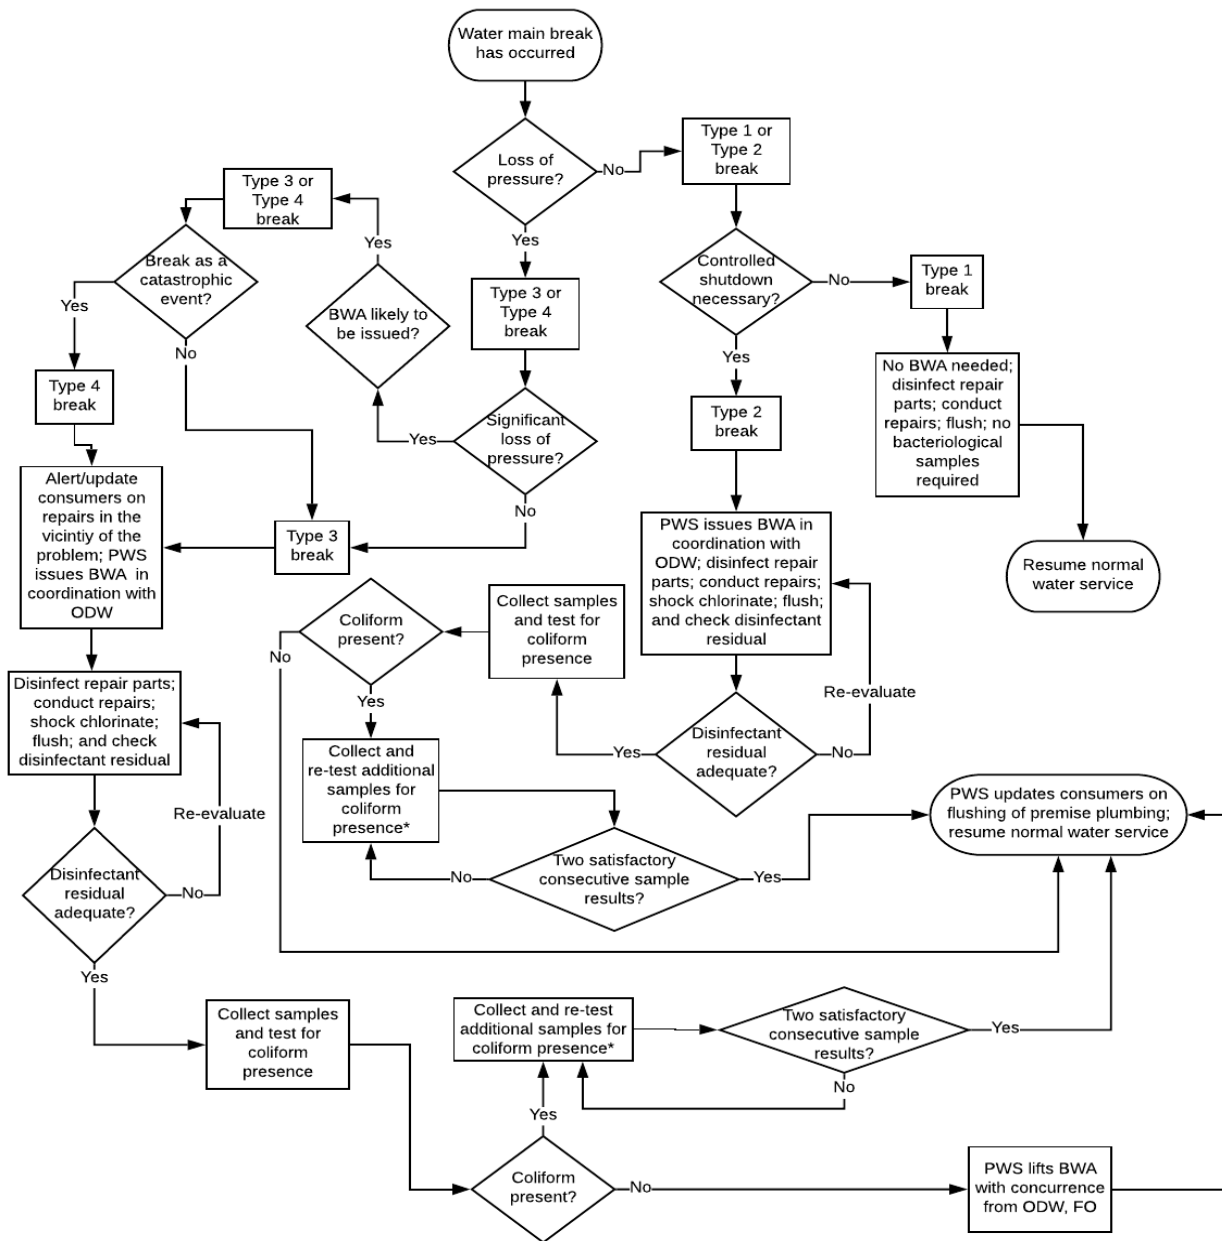 Water main break
has occurred
Loss of
pressure?
No
Type 1 or
Type 2
break
Yes
Type 3 or
Type 4
break
Type 3 or
Type 4
break
Yes
Break as a
catastrophic
event?
Yes
No
BWA likely to
be issued?
Controlled
shutdown
necessary?
No
Type 1
break
Yes
Type 4
break
Significant
loss of
pressure?
Yes
No
Type 2
break
No BWA needed;
disinfect repair
parts; conduct
repairs; flush; no
bacteriological
samples
required
Alert/update
consumers on
repairs in the
vicintiy of the
problem; PWS
issues BWA in
coordination with
ODW
Type 3
break
PWS issues BWA in
coordination with
ODW; disinfect repair
parts; conduct repairs;
shock chlorinate; flush;
and check disinfectant
residual
Resume normal
water service
Coliform
present?
No
Yes
Collect samples
and test for
coliform
presence
Re-evaluate
Disinfectant
residual
adequate?
Yes
No
Disinfect repair parts;
conduct repairs;
shock chlorinate;
flush; and check
disinfectant residual
Re-evaluate
Collect and
re-test additional
samples for
coliform
presence*
Two satisfactory
consecutive sample
results?
No
Yes
PWS updates consumers on
flushing of premise plumbing;
resume normal water service
Disinfectant
residual
adequate?
No
Yes
Collect samples
and test for
coliform
presence
Collect and re-test
additional samples for
coliform presence*
Two satisfactory
consecutive sample
results?
Yes
No
Yes
Coliform
present?
No
PWS lifts BWA
with concurrence
from ODW, FO